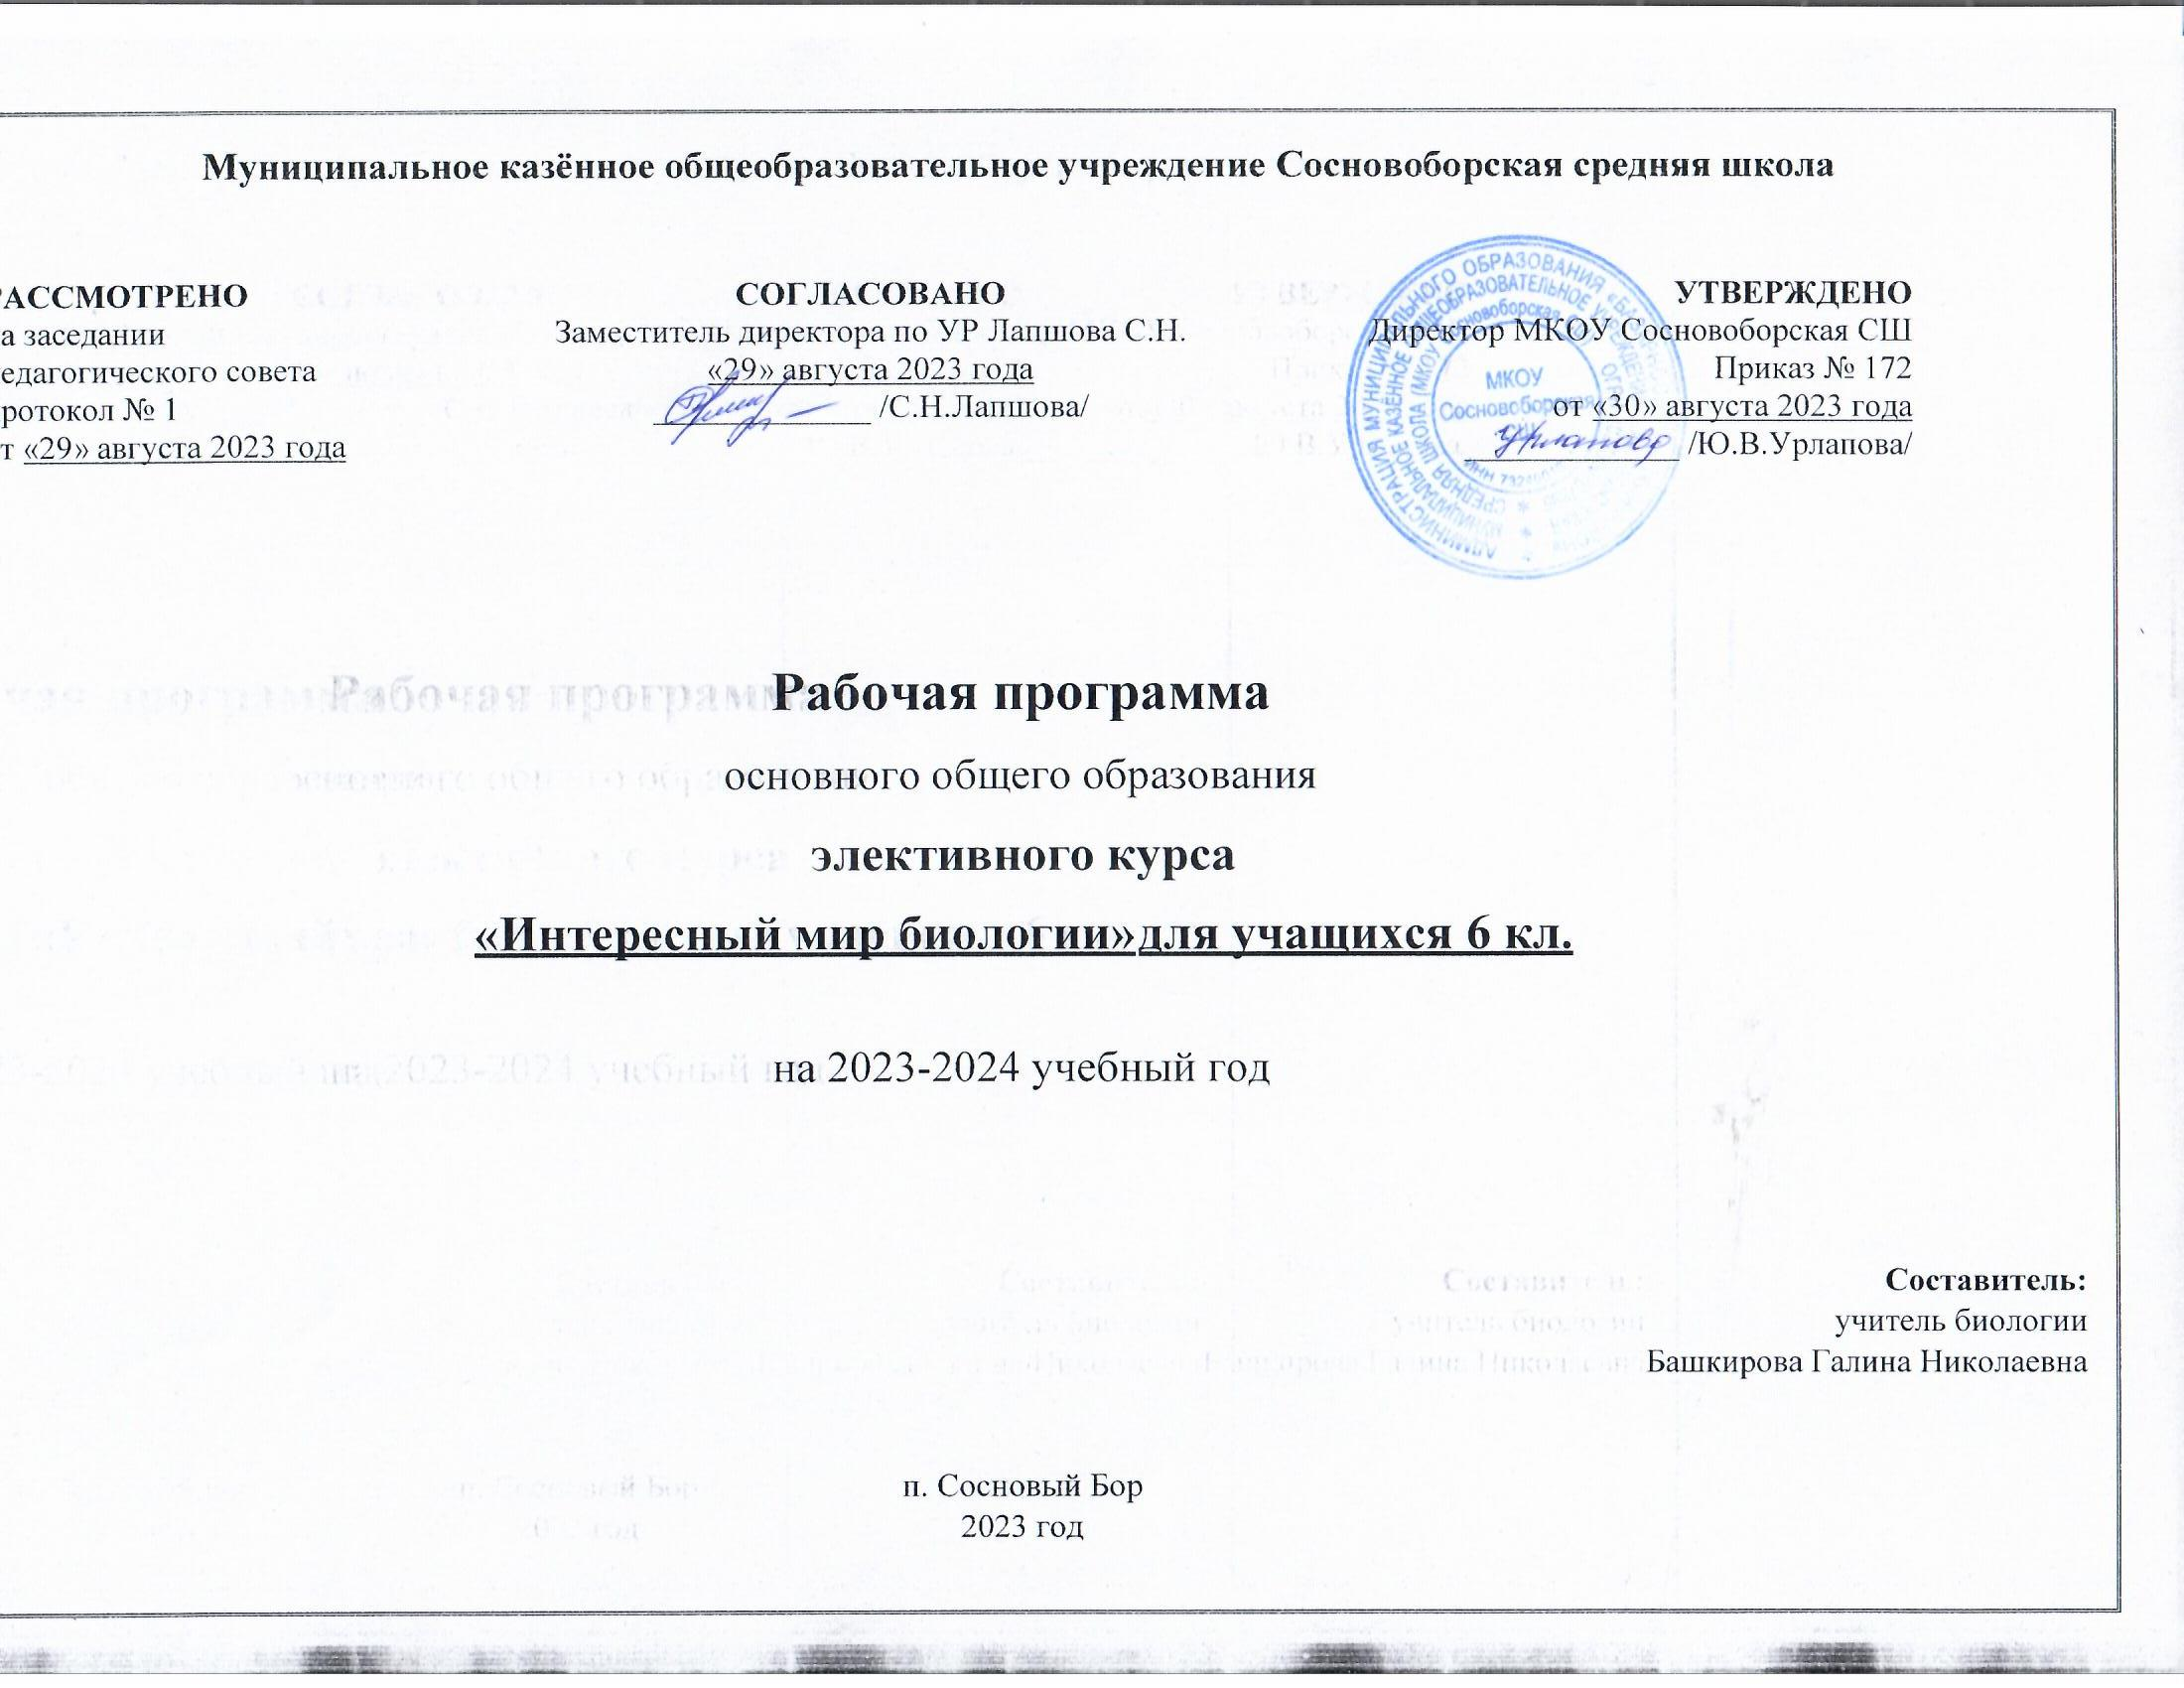 Муниципальное казённое общеобразовательное учреждение Сосновоборская средняя школа
РАССМОТРЕНО
а заседании
едагогического совета
ротокол № 1
т «29» августа 2023 года
СОГЛАСОВАНО
Заместитель директора по УР Лапшова С.Н.
«29» августа 2023 года
/С.Н.Лапшова/
УТВЕРЖДЕНО
Директор МКОУ Сосновоборская СШ
Приказ № 172
от «30» августа 2023 года
Урлапова /Ю.В.Урлапова/
МКОУ
Сосновоборская
Рабочая программа
основного общего образования
элективного курса
«Интересный мир биологии»для учащихся 6 кл.
на 2023-2024 учебный год
Составитель:
учитель биологии
Башкирова Галина Николаевна
п. Сосновый Бор
2023 год